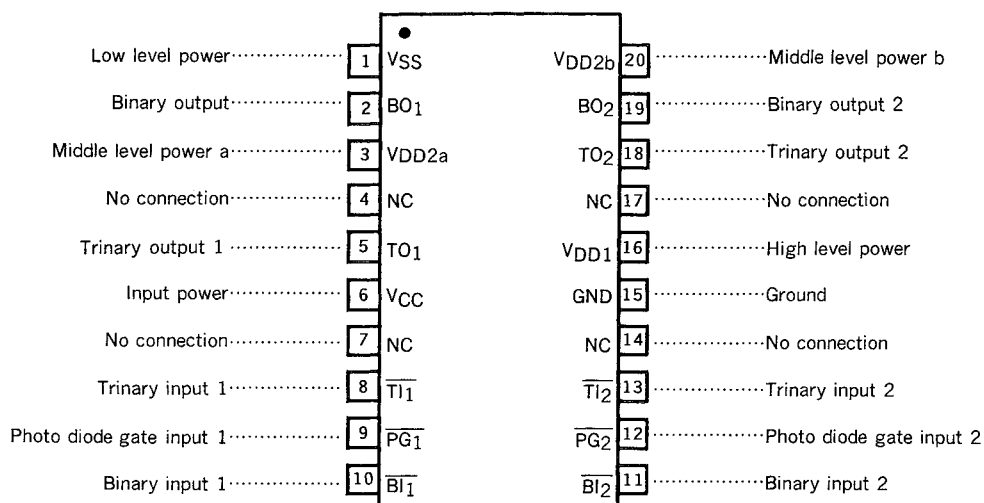 Low level power 1 VSS VDD2b 20 Middle level power b
Binary output 2 BO1 BO2 19 Binary output 2
Middle level power a 3 VDD2a TO2 18 Trinary output 2
No connection 4 NC NC 17 No connection
Trinary output 1 5 TO1 VDD1 16 High level power
Input power 6 VCC GND 15 Ground
No connection 7 NC NC 14 No connection
Trinary input 1 8 TI1 TI2 13 Trinary input 2
Photo diode gate input 1 9 PG1 PG2 12 Photo diode gate input 2
Binary input 1 10 BI1 BI2 11 Binary input 2